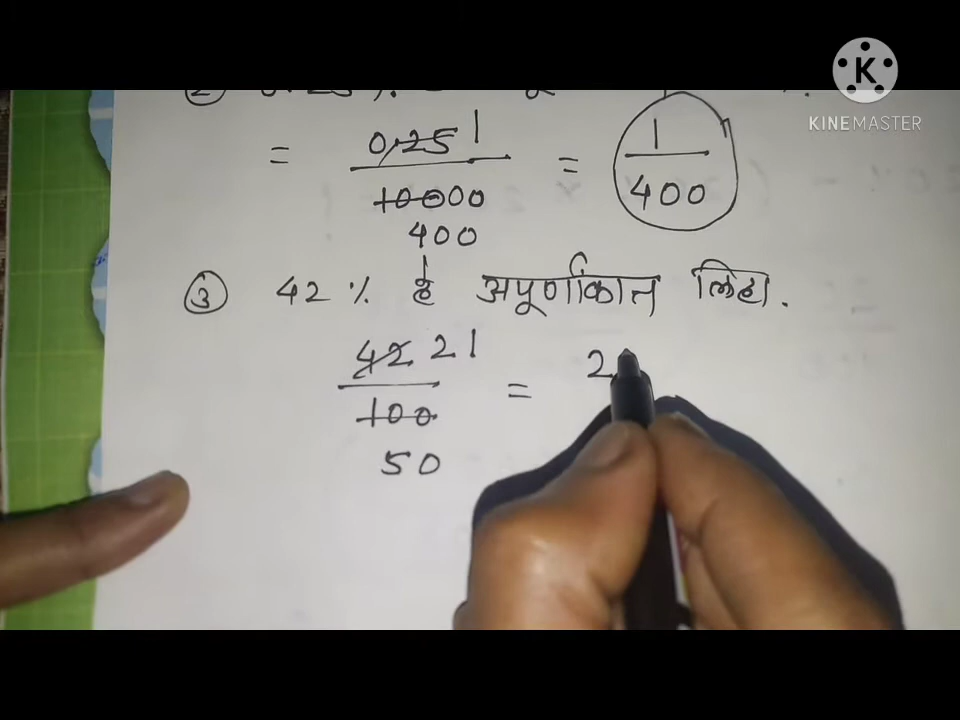 K
KINEMASTER
= 0.25 1 / 10000 400 = 1 / 400
③ 42 % हे अपूर्णांकात लिहा.
42 21 / 100 50 = 2